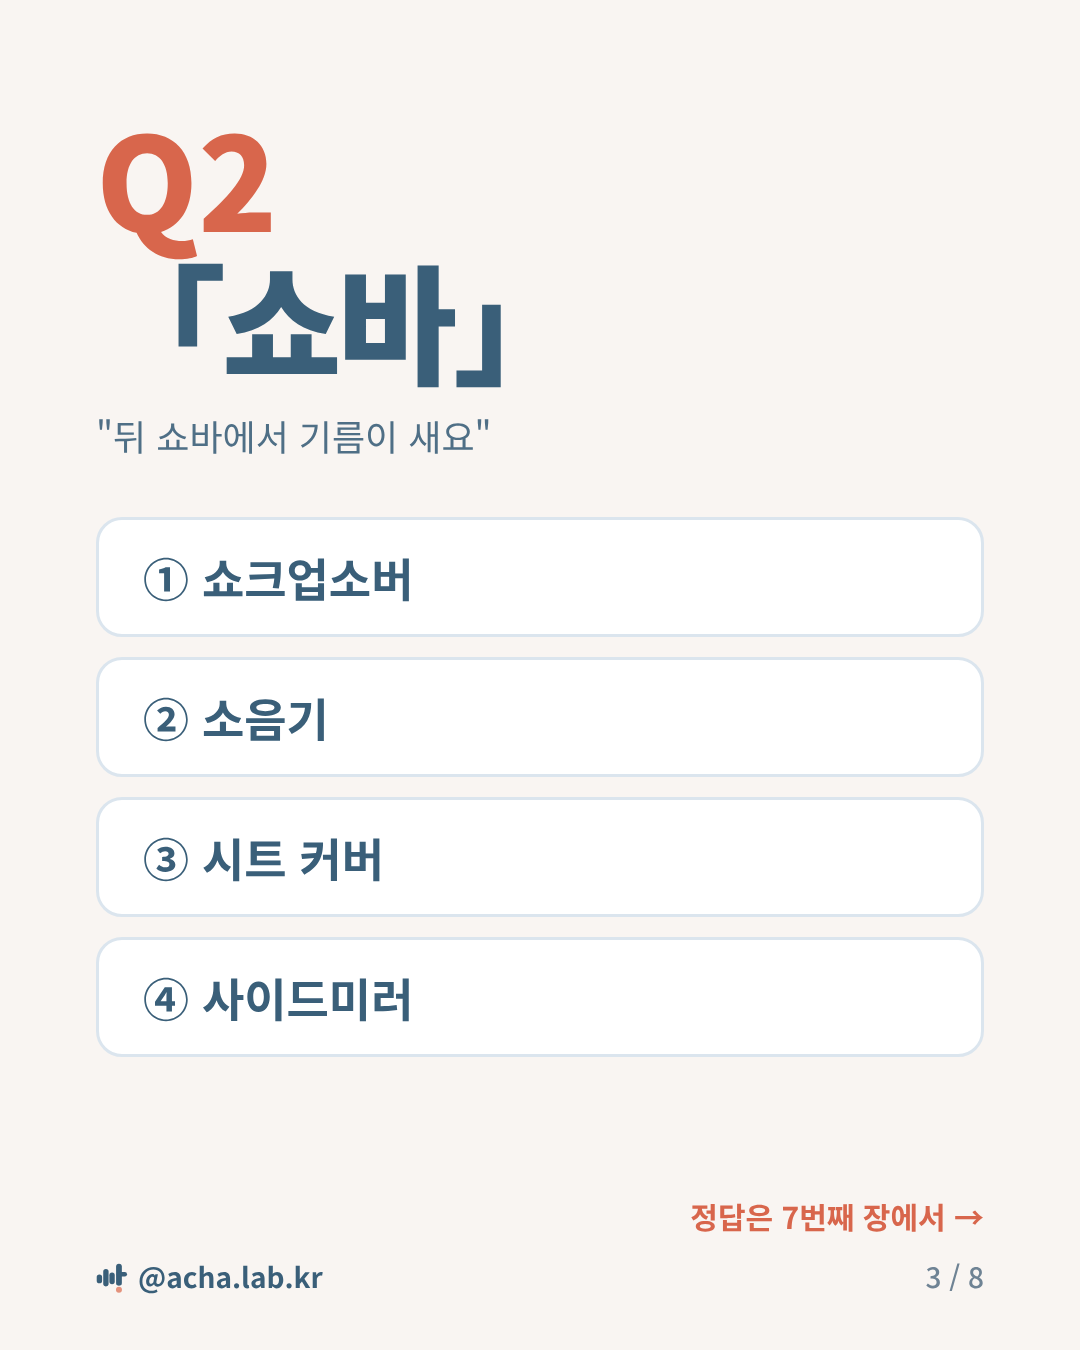 Q2
「쇼바」
"뒤 쇼바에서 기름이 새요"
① 쇼크업소버
② 소음기
③ 시트 커버
④ 사이드미러
정답은 7번째 장에서 →
@acha.lab.kr
3 / 8